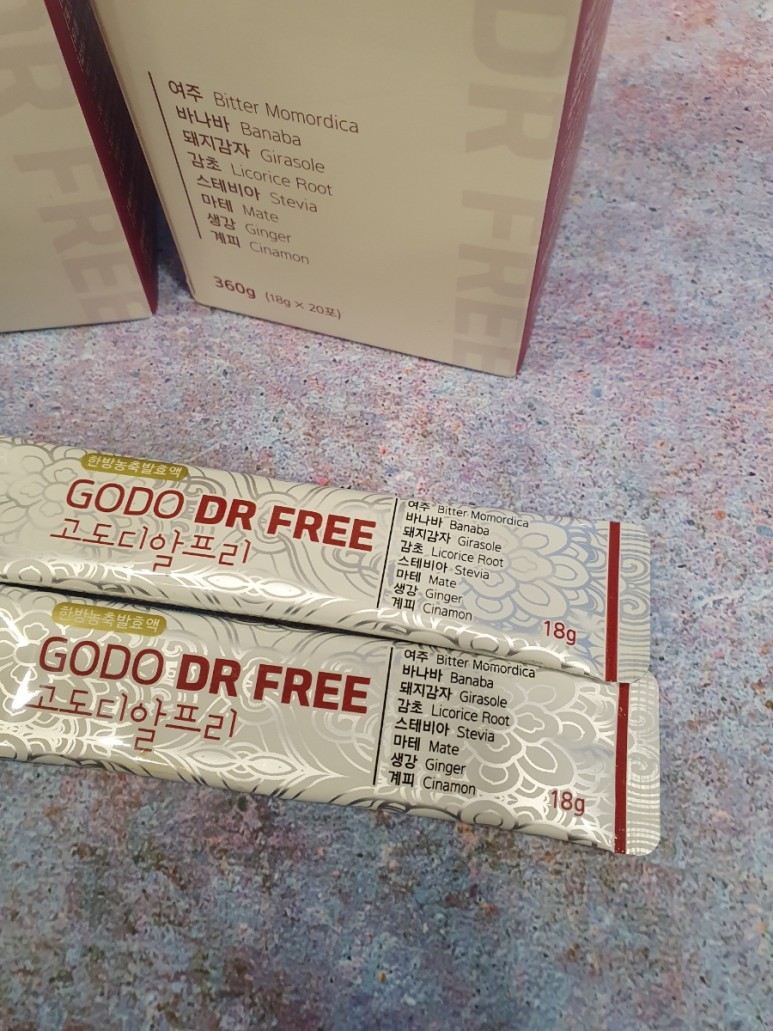 DR FREE
DR FREE
여주 Bitter Momordica
바나바 Banaba
돼지감자 Girasole
감초 Licorice Root
스테비아 Stevia
마테 Mate
생강 Ginger
계피 Cinamon
360g (18g × 20포)
한방농축발효액
GODO DR FREE
고도디알프리
여주 Bitter Momordica
바나바 Banaba
돼지감자 Girasole
감초 Licorice Root
스테비아 Stevia
마테 Mate
생강 Ginger
계피 Cinamon
18g
한방농축발효액
GODO DR FREE
고도디알프리
여주 Bitter Momordica
바나바 Banaba
돼지감자 Girasole
감초 Licorice Root
스테비아 Stevia
마테 Mate
생강 Ginger
계피 Cinamon
18g